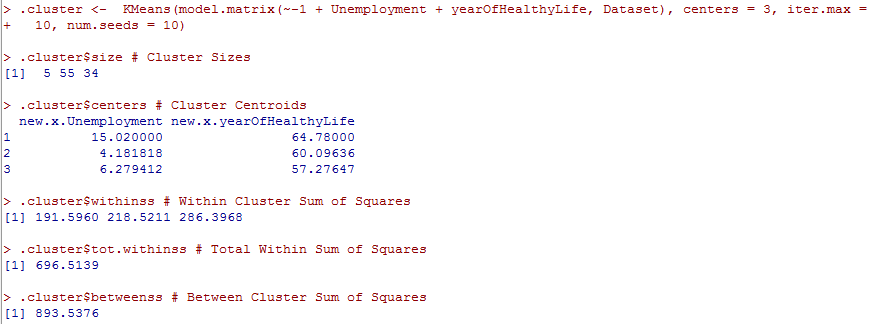 > .cluster <-  KMeans(model.matrix(~-1 + Unemployment + yearOfHealthyLife, Dataset), centers = 3, iter.max =
+   10, num.seeds = 10)
> .cluster$size # Cluster Sizes
[1]  5 55 34
> .cluster$centers # Cluster Centroids
  new.x.Unemployment new.x.yearOfHealthyLife
1          15.020000                64.78000
2           4.181818                60.09636
3           6.279412                57.27647
> .cluster$withinss # Within Cluster Sum of Squares
[1] 191.5960 218.5211 286.3968
> .cluster$tot.withinss # Total Within Sum of Squares
[1] 696.5139
> .cluster$betweenss # Between Cluster Sum of Squares
[1] 893.5376